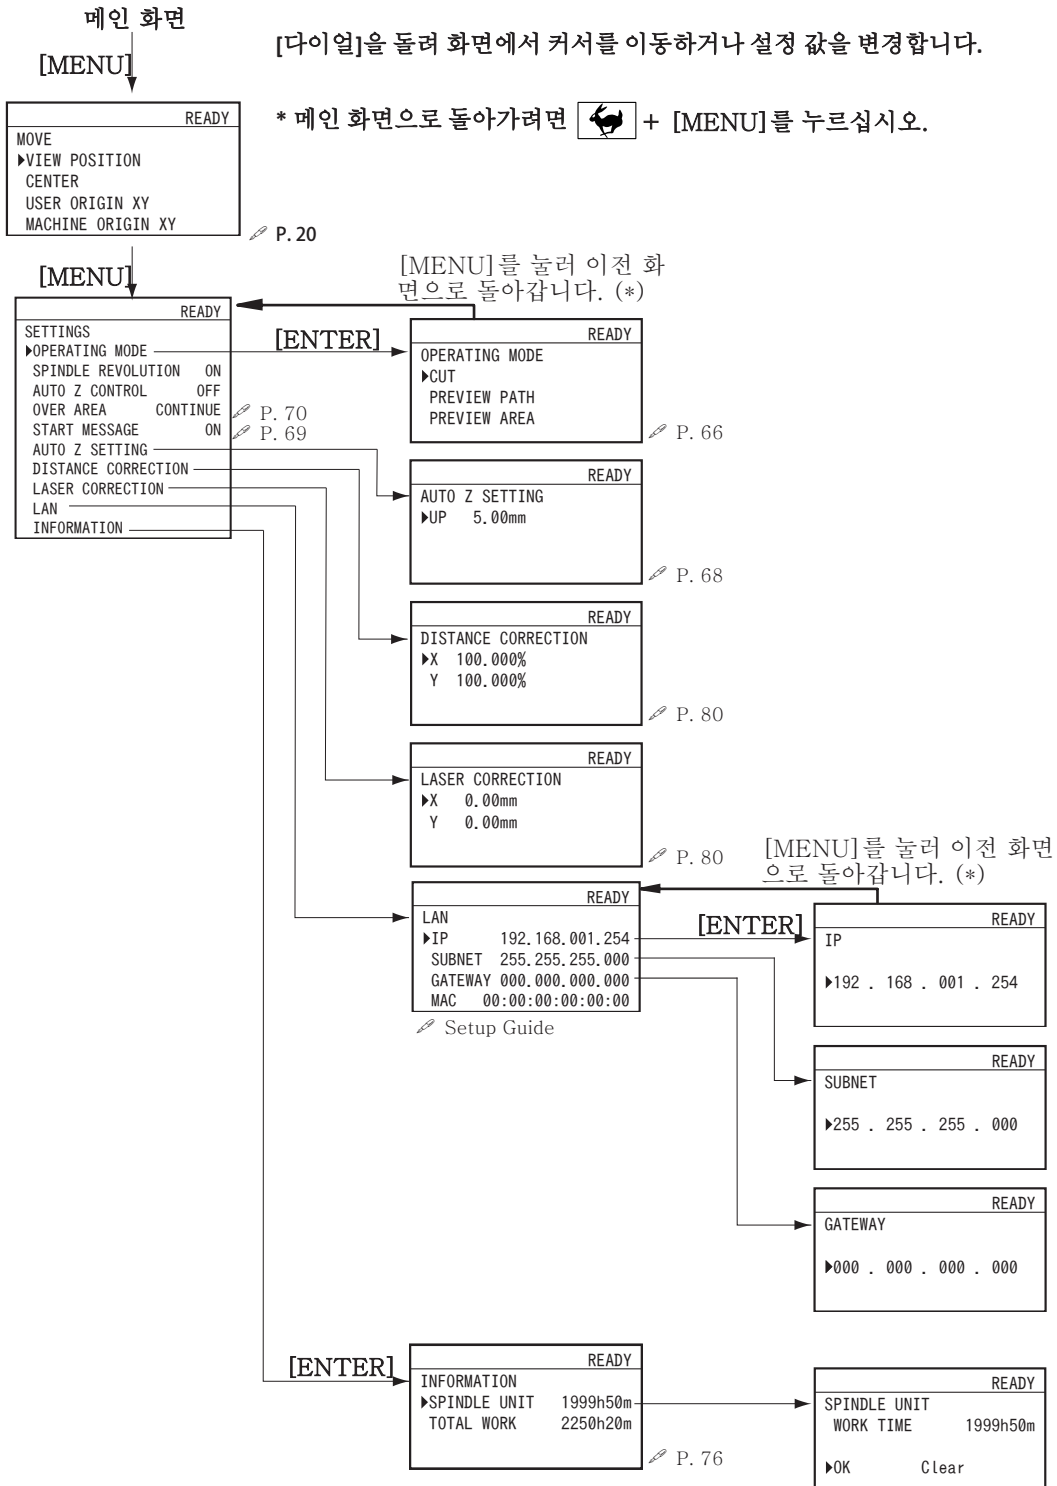 메인 화면
[다이얼]을 돌려 화면에서 커서를 이동하거나 설정 값을 변경합니다.
[MENU]
* 메인 화면으로 돌아가려면 + [MENU]를 누르십시오.
READY
MOVE
VIEW POSITION
CENTER
USER ORIGIN XY
MACHINE ORIGIN XY
P. 20
[MENU]
[MENU]를 눌러 이전 화
면으로 돌아갑니다. (*)
READY
SETTINGS
OPERATING MODE
SPINDLE REVOLUTION ON
AUTO Z CONTROL OFF
OVER AREA CONTINUE
P. 70
START MESSAGE ON
P. 69
AUTO Z SETTING
DISTANCE CORRECTION
LASER CORRECTION
LAN
INFORMATION
[ENTER]
READY
OPERATING MODE
CUT
PREVIEW PATH
PREVIEW AREA
P. 66
READY
AUTO Z SETTING
UP 5.00mm
P. 68
READY
DISTANCE CORRECTION
X 100.000%
Y 100.000%
P. 80
READY
LASER CORRECTION
X 0.00mm
Y 0.00mm
P. 80
[MENU]를 눌러 이전 화면
으로 돌아갑니다. (*)
READY
LAN
IP 192.168.001.254
SUBNET 255.255.255.000
GATEWAY 000.000.000.000
MAC 00:00:00:00:00:00
Setup Guide
[ENTER]
READY
IP
192 . 168 . 001 . 254
READY
SUBNET
255 . 255 . 255 . 000
READY
GATEWAY
000 . 000 . 000 . 000
[ENTER]
READY
INFORMATION
SPINDLE UNIT 1999h50m
TOTAL WORK 2250h20m
P. 76
READY
SPINDLE UNIT
WORK TIME 1999h50m
OK Clear